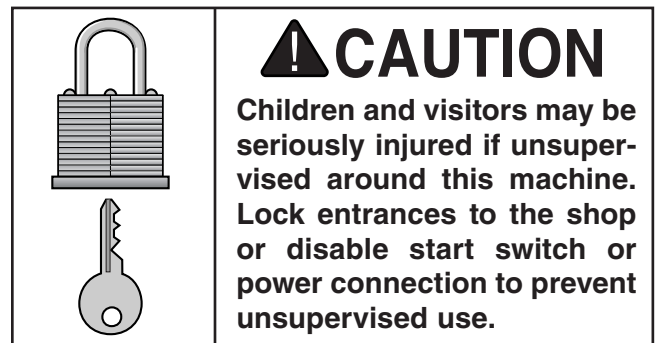 CAUTION
Children and visitors may be
seriously injured if unsuper-
vised around this machine.
Lock entrances to the shop
or disable start switch or
power connection to prevent
unsupervised use.